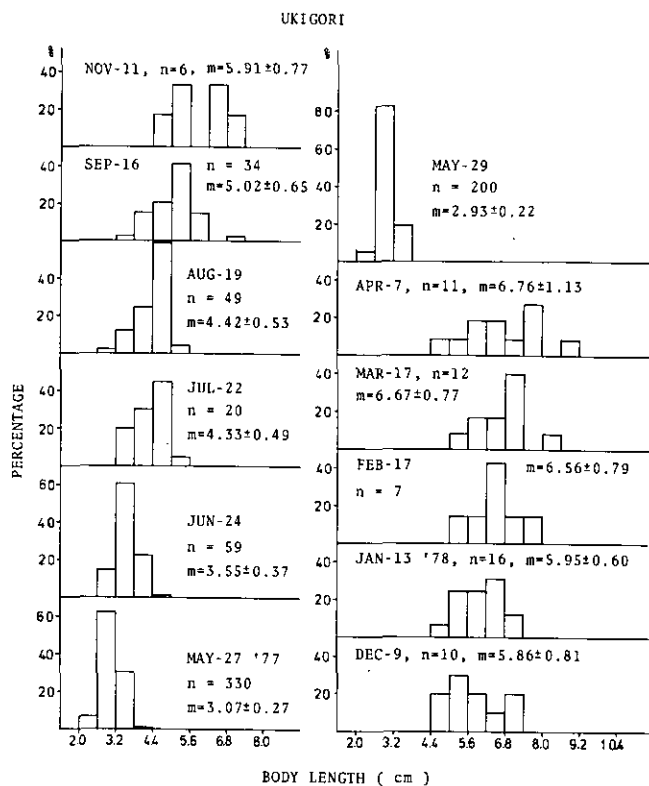 UKIGORI
%
40
20
NOV-11, n=6, m=5.91±0.77
SEP-16
n = 34
m=5.02±0.65
40
20
AUG-19
n = 49
m=4.42±0.53
40
20
JUL-22
n = 20
m=4.33±0.49
40
20
JUN-24
n = 59
m=3.55±0.37
60
40
20
MAY-27 '77
n = 330
m=3.07±0.27
60
40
20
2.0 3.2 4.4 5.6 6.8 8.0
%
80
60
40
20
MAY-29
n = 200
m=2.93±0.22
APR-7, n=11, m=6.76±1.13
40
20
MAR-17, n=12
m=6.67±0.77
40
20
FEB-17
n = 7
m=6.56±0.79
40
20
JAN-13 '78, n=16, m=5.95±0.60
40
20
DEC-9, n=10, m=5.86±0.81
40
20
2.0 3.2 4.4 5.6 6.8 8.0 9.2 10.4
PERCENTAGE
BODY LENGTH ( cm )